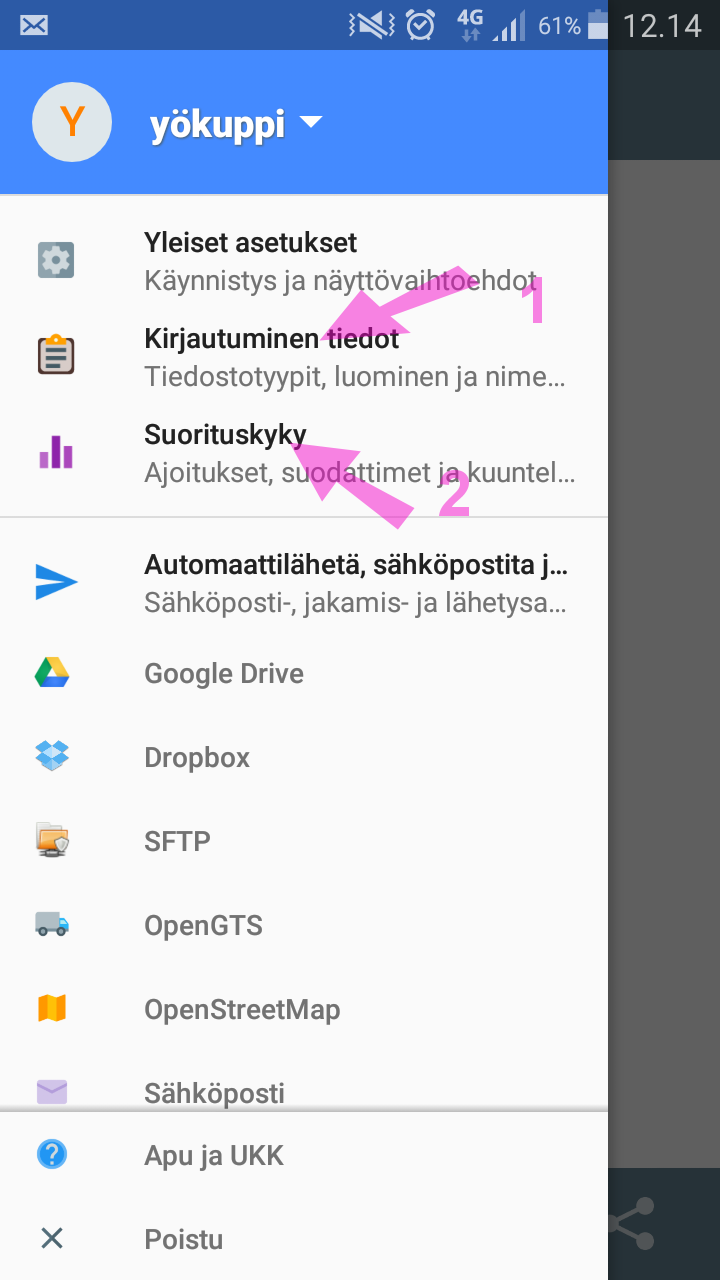 4G 61% 12.14
Y yökuppi
Yleiset asetukset
Käynnistys ja näyttövaihtoehdot
1
Kirjautuminen tiedot
Tiedostotyypit, luominen ja nime...
Suorituskyky
Ajoitukset, suodattimet ja kuuntel...
2
Automaattilähetä, sähköpostita j...
Sähköposti-, jakamis- ja lähetysa...
Google Drive
Dropbox
SFTP
OpenGTS
OpenStreetMap
Sähköposti
Apu ja UKK
Poistu